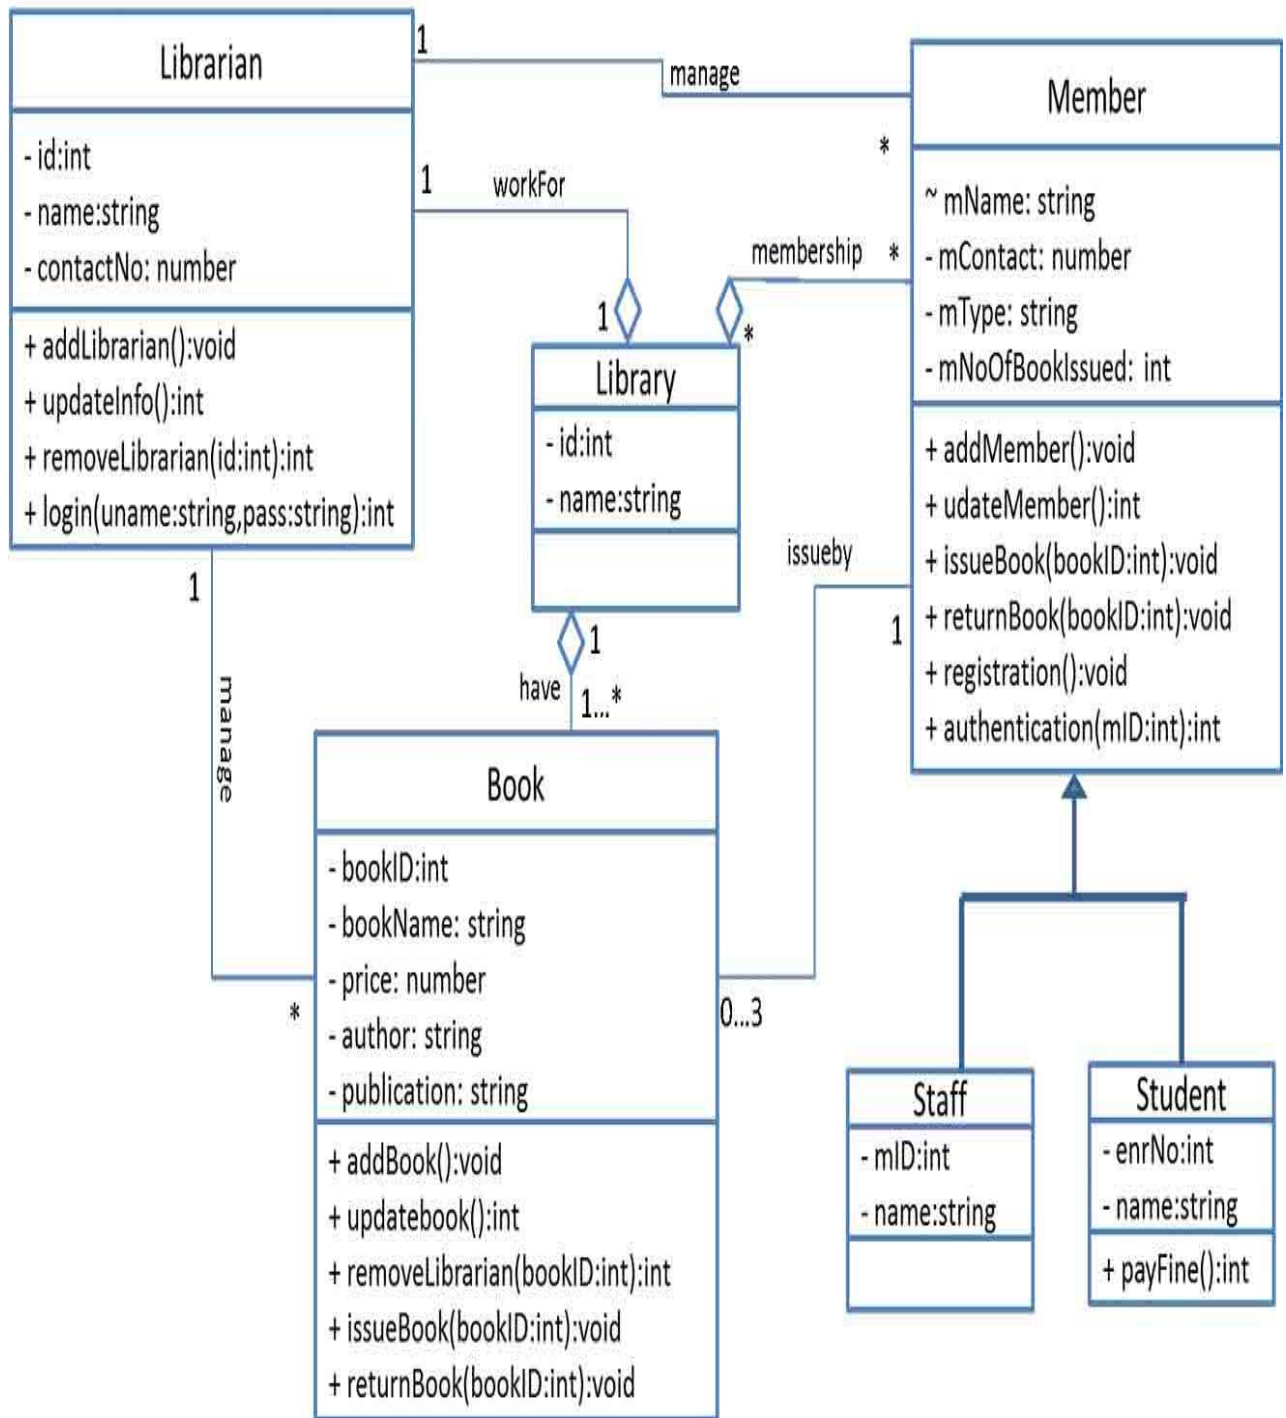 Librarian
- id:int
- name:string
- contactNo: number
+ addLibrarian():void
+ updateInfo():int
+ removeLibrarian(id:int):int
+ login(uname:string,pass:string):int
1
manage
*
1
workFor
1
membership
*
*
Member
~ mName: string
- mContact: number
- mType: string
- mNoOfBookIssued: int
+ addMember():void
+ udateMember():int
+ issueBook(bookID:int):void
+ returnBook(bookID:int):void
+ registration():void
+ authentication(mID:int):int
Library
- id:int
- name:string
1
have
1...*
issueby
1
0...3
1
manage
*
Book
- bookID:int
- bookName: string
- price: number
- author: string
- publication: string
+ addBook():void
+ updatebook():int
+ removeLibrarian(bookID:int):int
+ issueBook(bookID:int):void
+ returnBook(bookID:int):void
Staff
- mID:int
- name:string
Student
- enrNo:int
- name:string
+ payFine():int